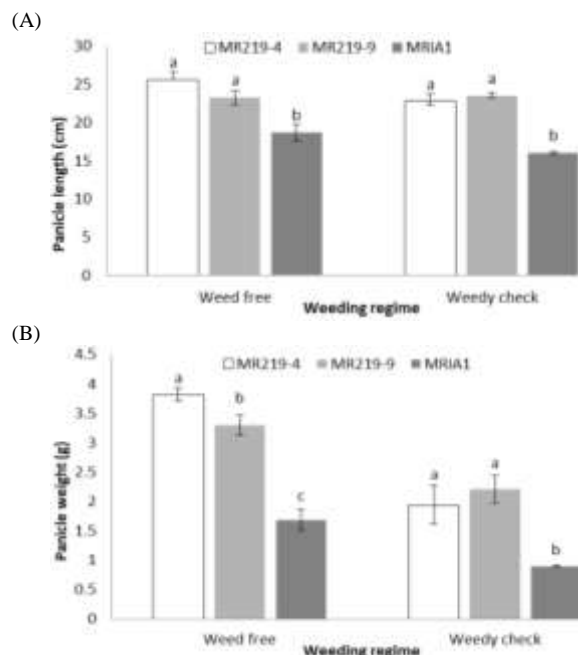 (A)
30
25
20
15
10
5
0
Panicle length (cm)
MR219-4 MR219-9 MRIA1
a a b a a b
Weed free Weedy check
Weeding regime
(B)
4.5
4
3.5
3
2.5
2
1.5
1
0.5
0
Panicle weight (g)
MR219-4 MR219-9 MRIA1
a b c a a b
Weed free Weedy check
Weeding regime